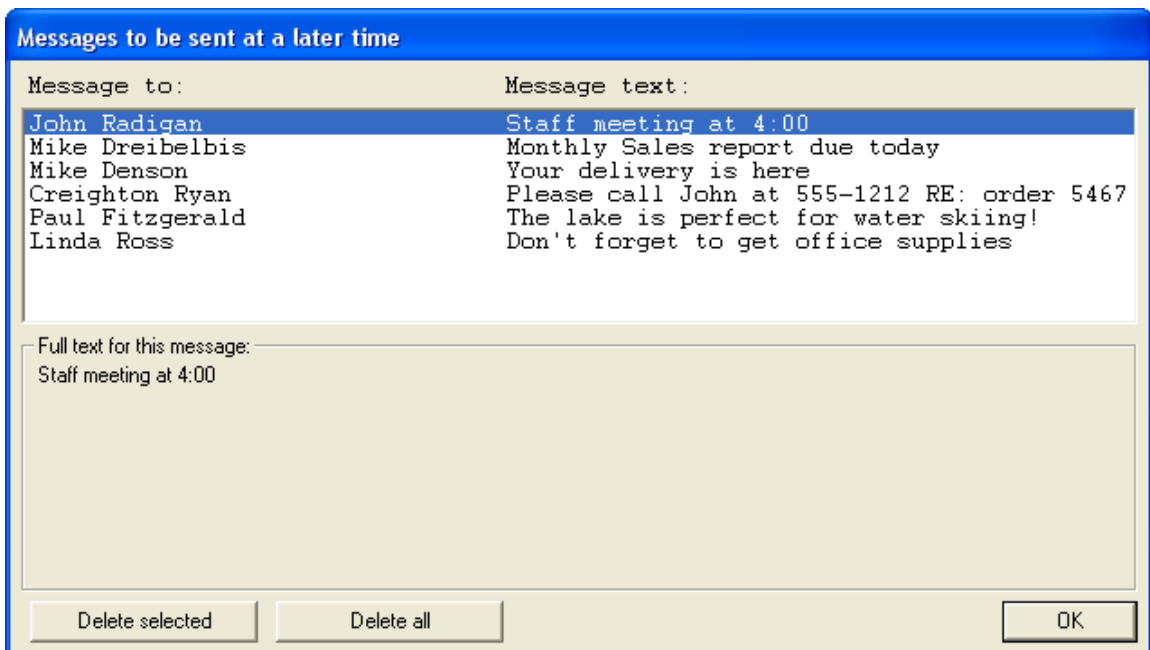 Messages to be sent at a later time
Message to: Message text:
John Radigan Staff meeting at 4:00
Mike Dreibelbis Monthly Sales report due today
Mike Denson Your delivery is here
Creighton Ryan Please call John at 555-1212 RE: order 5467
Paul Fitzgerald The lake is perfect for water skiing!
Linda Ross Don't forget to get office supplies
Full text for this message:
Staff meeting at 4:00
Delete selected Delete all OK